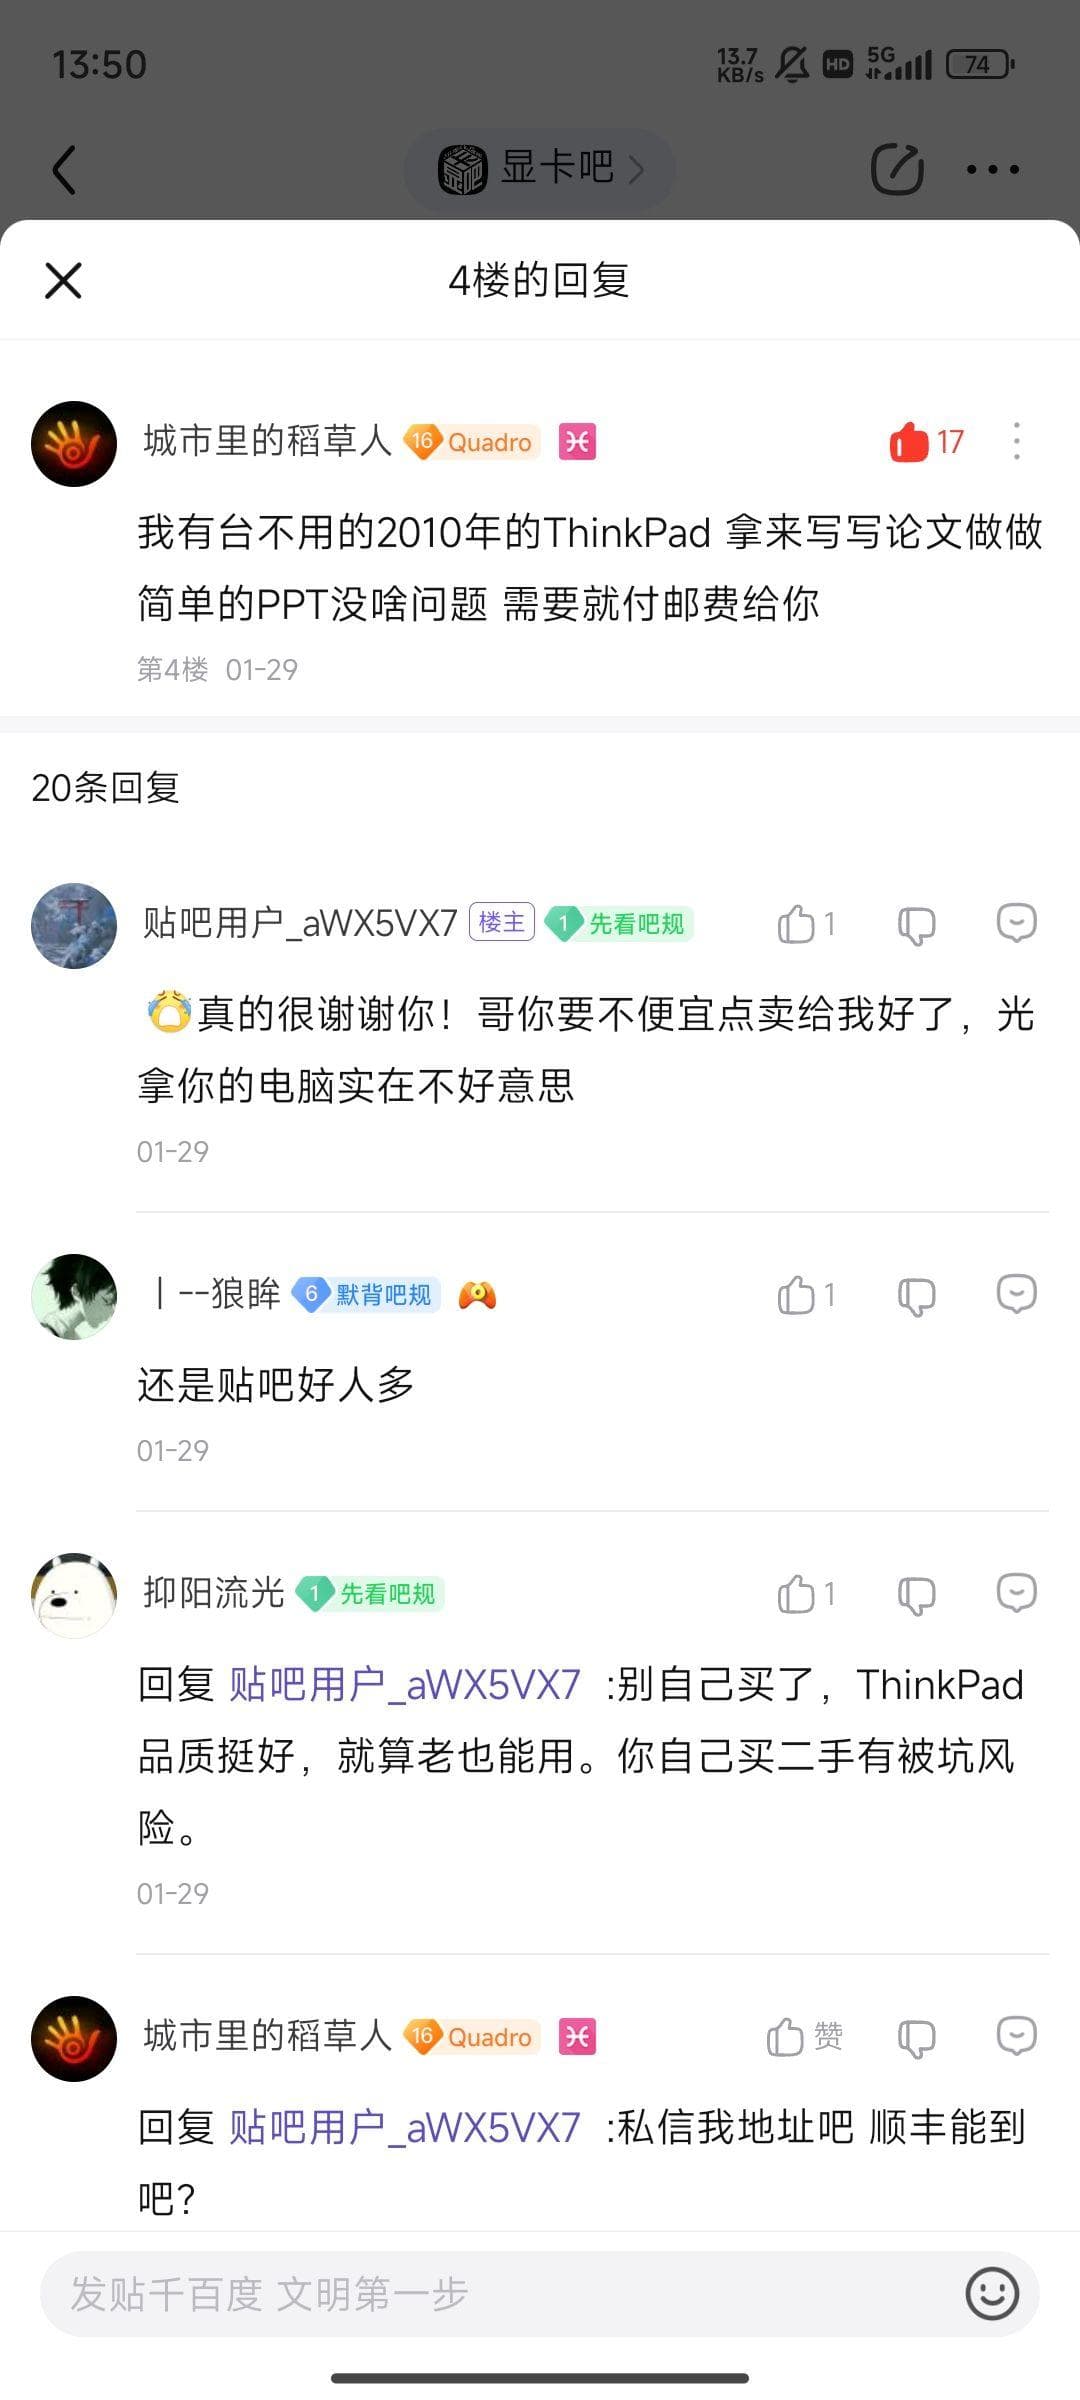 13:50
13.7 KB/s HD 5G 74
显卡吧
4楼的回复
城市里的稻草人 16 Quadro 17
我有台不用的2010年的ThinkPad 拿来写写论文做做
简单的PPT没啥问题 需要就付邮费给你
第4楼 01-29
20条回复
贴吧用户_aWX5VX7 楼主 1 先看吧规 1
真的很谢谢你！哥你要不便宜点卖给我好了，光
拿你的电脑实在不好意思
01-29
丨--狼眸 6 默背吧规 1
还是贴吧好人多
01-29
抑阳流光 1 先看吧规 1
回复 贴吧用户_aWX5VX7 :别自己买了，ThinkPad
品质挺好，就算老也能用。你自己买二手有被坑风
险。
01-29
城市里的稻草人 16 Quadro 赞
回复 贴吧用户_aWX5VX7 :私信我地址吧 顺丰能到
吧？
发贴千百度 文明第一步